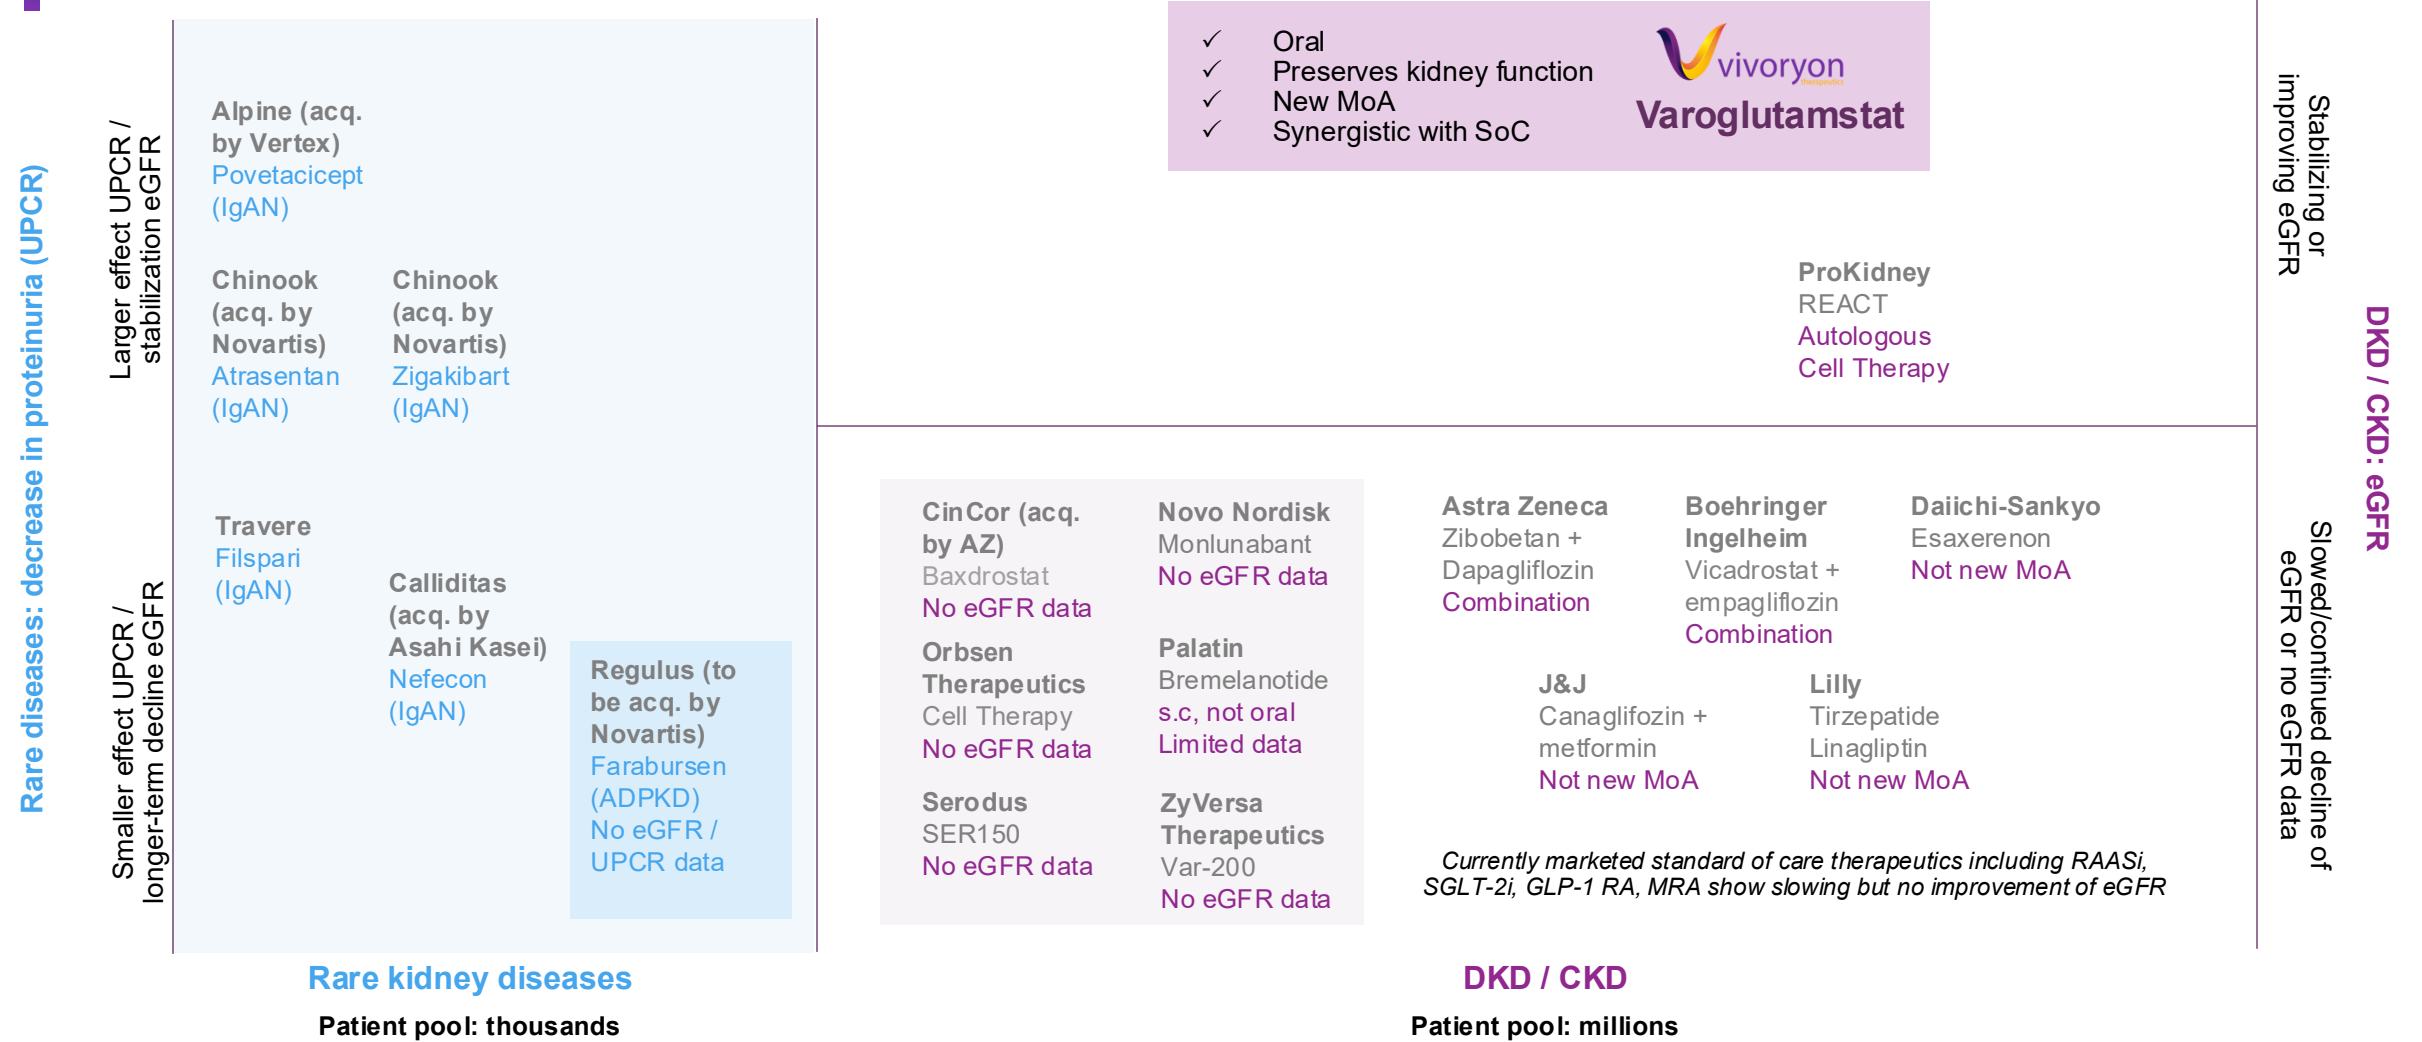 Rare diseases: decrease in proteinuria (UPCR)
Larger effect UPCR /
stabilization eGFR
Smaller effect UPCR /
longer-term decline eGFR
Alpine (acq.
by Vertex)
Povetacicept
(IgAN)
Chinook
(acq. by
Novartis)
Atrasentan
(IgAN)
Chinook
(acq. by
Novartis)
Zigakibart
(IgAN)
Travere
Filspari
(IgAN)
Calliditas
(acq. by
Asahi Kasei)
Nefecon
(IgAN)
Regulus (to
be acq. by
Novartis)
Farabursen
(ADPKD)
No eGFR /
UPCR data
Rare kidney diseases
Patient pool: thousands
✓ Oral
✓ Preserves kidney function
✓ New MoA
✓ Synergistic with SoC
vivoryon
therapeutics
Varoglutamstat
ProKidney
REACT
Autologous
Cell Therapy
CinCor (acq.
by AZ)
Baxdrostat
No eGFR data
Novo Nordisk
Monlunabant
No eGFR data
Orbsen
Therapeutics
Cell Therapy
No eGFR data
Palatin
Bremelanotide
s.c, not oral
Limited data
Serodus
SER150
No eGFR data
ZyVersa
Therapeutics
Var-200
No eGFR data
Astra Zeneca
Zibobetan +
Dapagliflozin
Combination
Boehringer
Ingelheim
Vicadrostat +
empagliflozin
Combination
Daiichi-Sankyo
Esaxerenon
Not new MoA
J&J
Canaglifozin +
metformin
Not new MoA
Lilly
Tirzepatide
Linagliptin
Not new MoA
Currently marketed standard of care therapeutics including RAASi,
SGLT-2i, GLP-1 RA, MRA show slowing but no improvement of eGFR
DKD / CKD
Patient pool: millions
Stabilizing or
improving eGFR
Slowed/continued decline of
eGFR or no eGFR data
DKD / CKD: eGFR